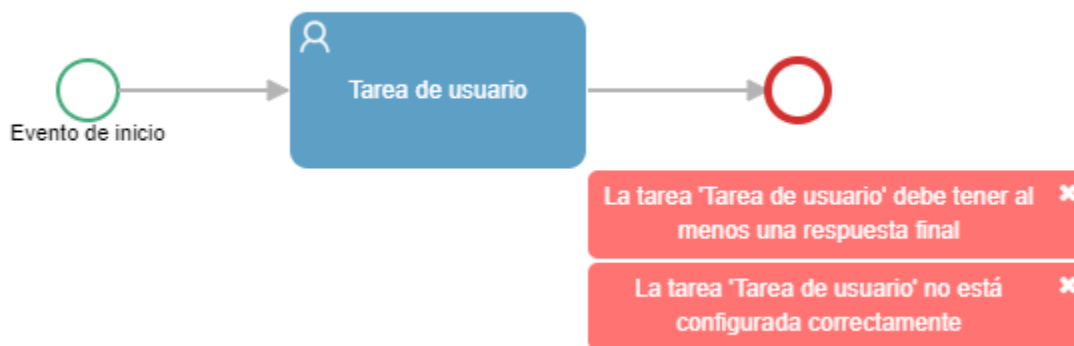 Tarea de usuario
Evento de inicio
La tarea 'Tarea de usuario' debe tener al
menos una respuesta final
La tarea 'Tarea de usuario' no está
configurada correctamente